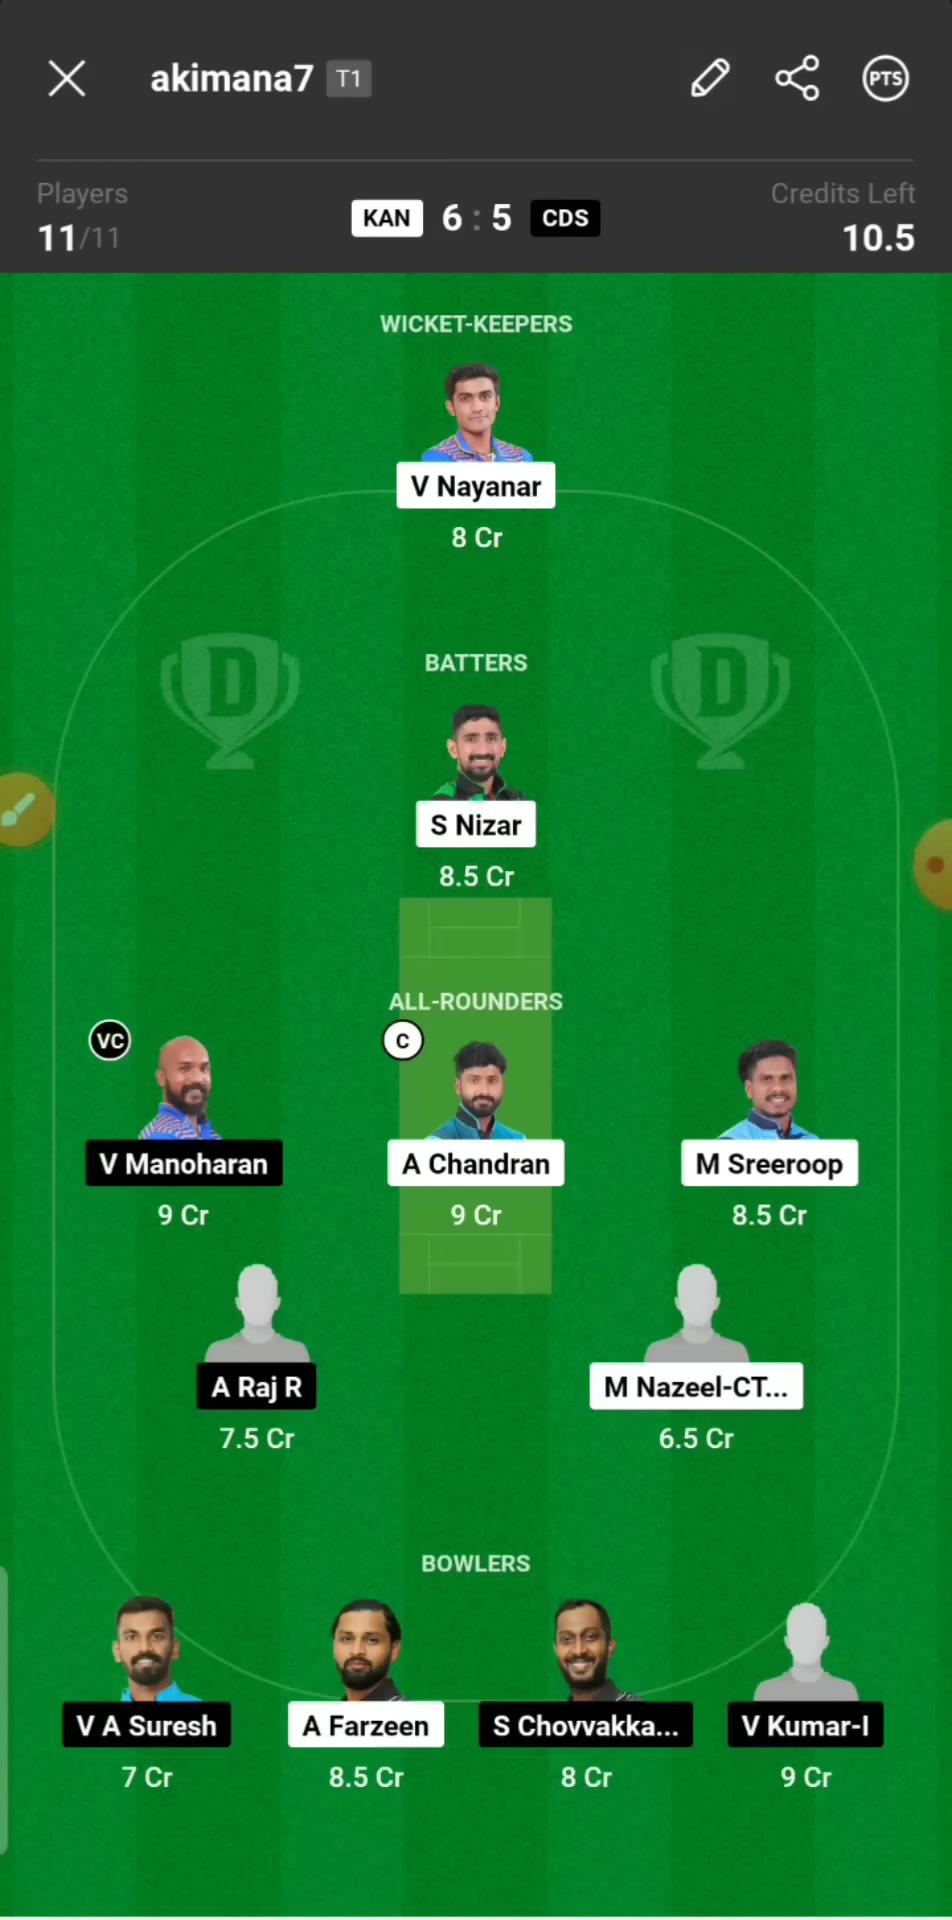 akimana7 T1 PTS
Players Credits Left
11/11 KAN 6 : 5 CDS 10.5
WICKET-KEEPERS
V Nayanar
8 Cr
D D
BATTERS
S Nizar
8.5 Cr
ALL-ROUNDERS
VC C
V Manoharan A Chandran M Sreeroop
9 Cr 9 Cr 8.5 Cr
A Raj R M Nazeel-CT...
7.5 Cr 6.5 Cr
BOWLERS
V A Suresh A Farzeen S Chovvakka... V Kumar-I
7 Cr 8.5 Cr 8 Cr 9 Cr